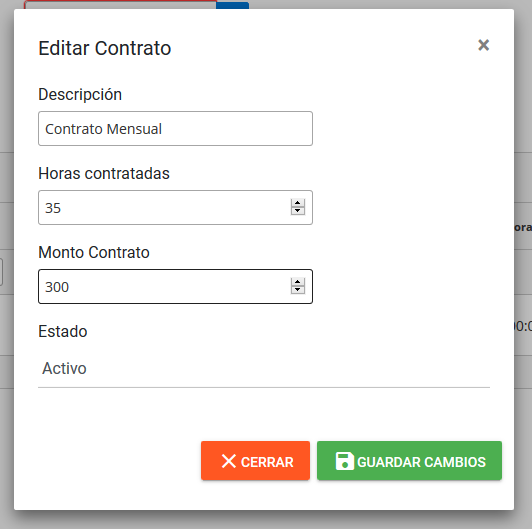 Editar Contrato
×
Descripción
Contrato Mensual
Horas contratadas
35
Monto Contrato
300
Estado
Activo
CERRAR
GUARDAR CAMBIOS